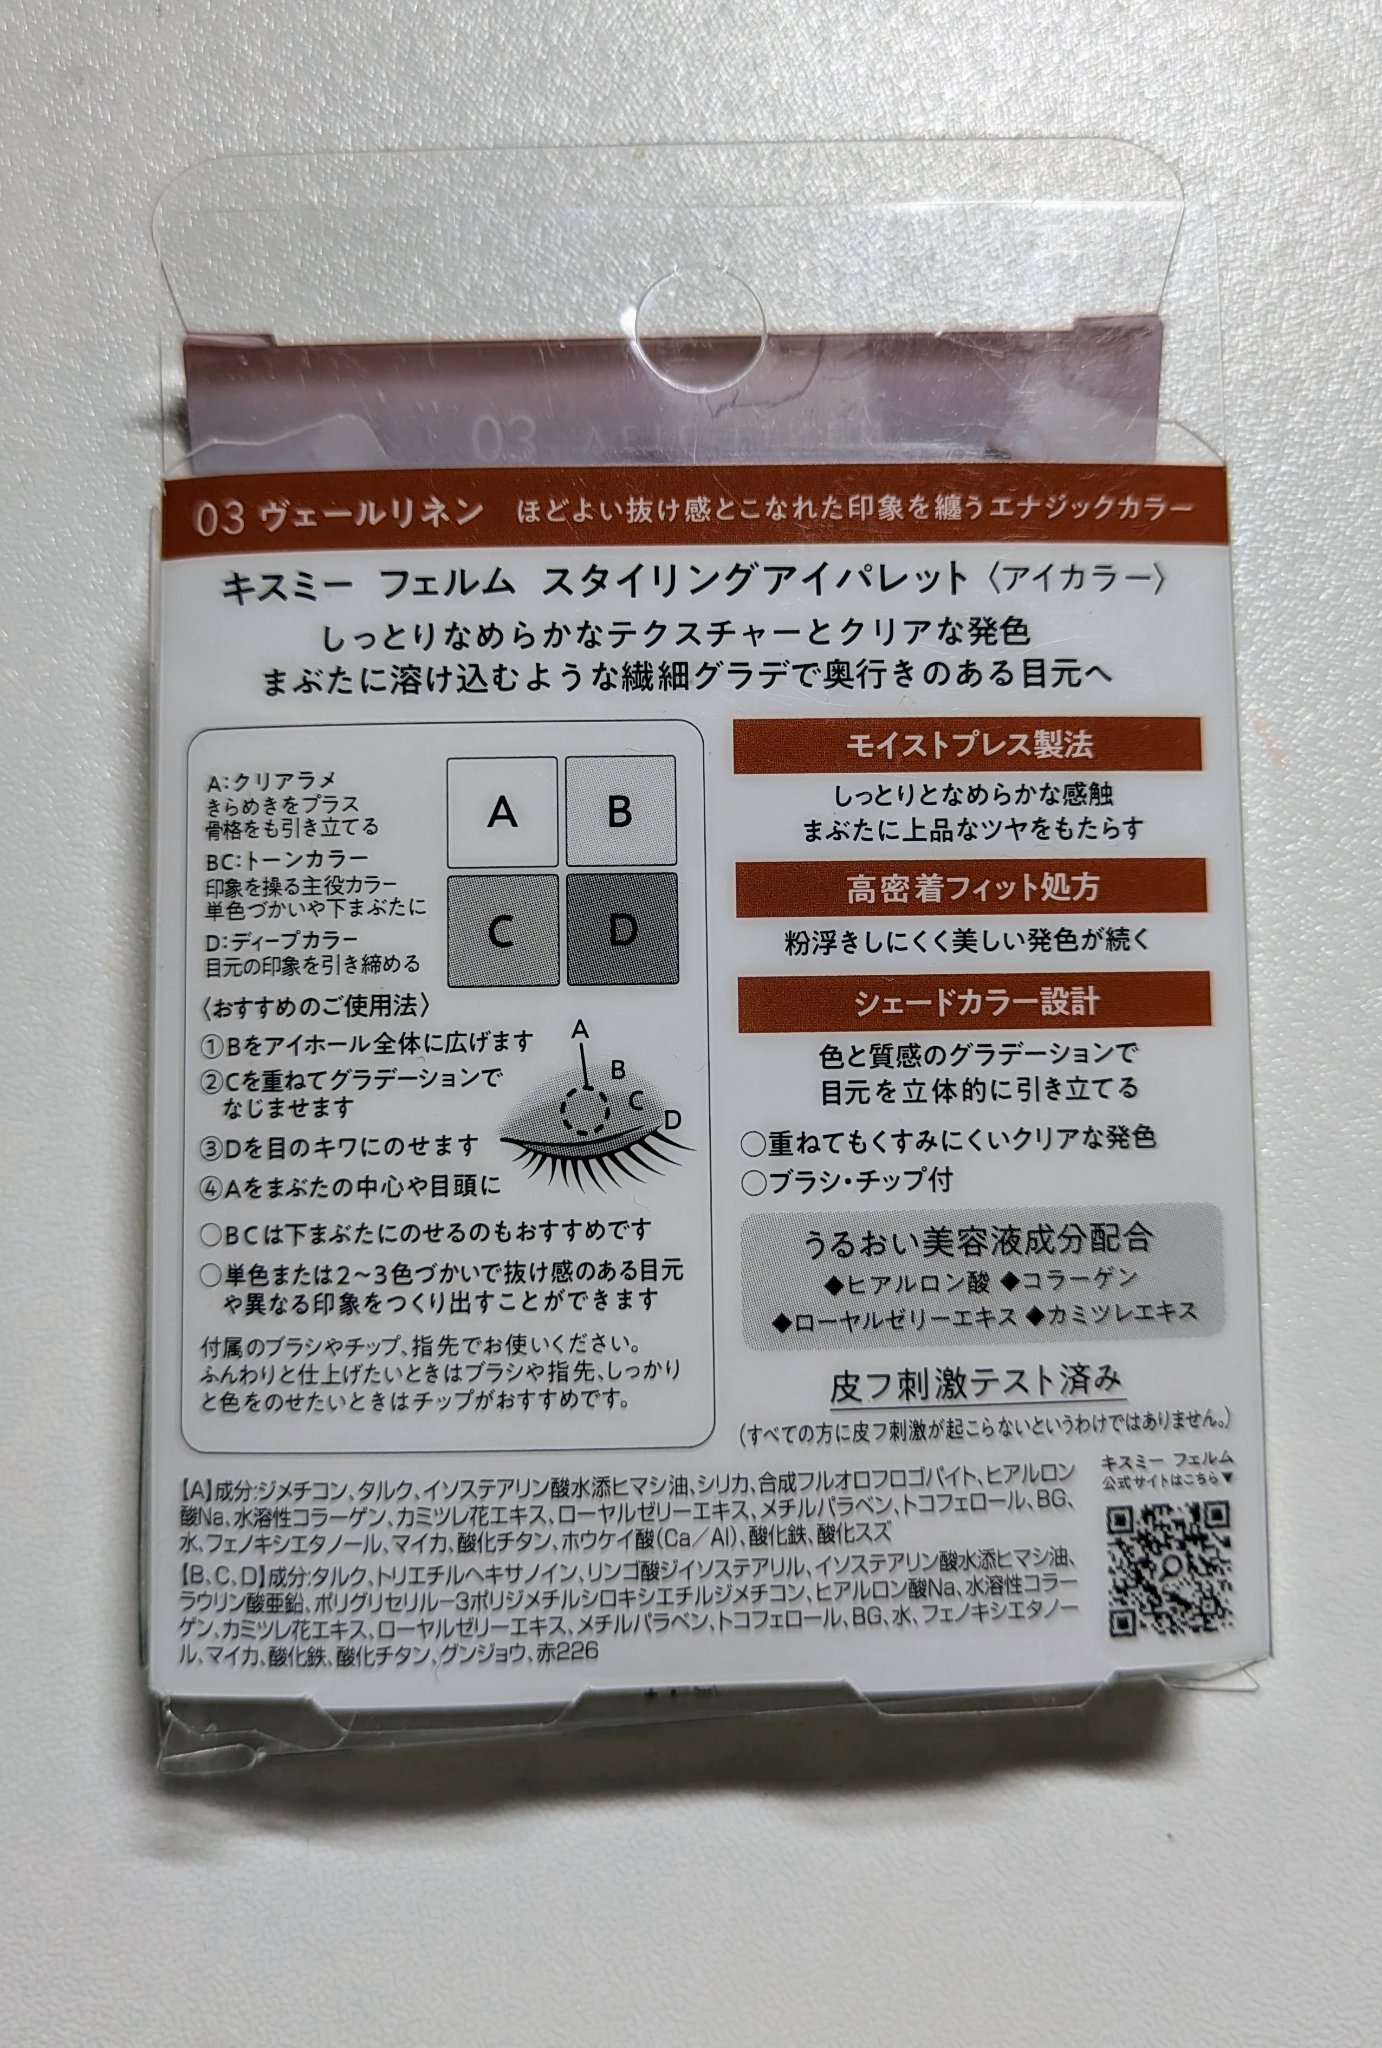 03
03 ヴェールリネン ほどよい抜け感とこなれた印象を纏うエナジックカラー
キスミー フェルム スタイリングアイパレット〈アイカラー〉
しっとりなめらかなテクスチャーとクリアな発色
まぶたに溶け込むような繊細グラデで奥行きのある目元へ
A:クリアラメ
きらめきをプラス
骨格をも引き立てる
BC:トーンカラー
印象を操る主役カラー
単色づかいや下まぶたに
D:ディープカラー
目元の印象を引き締める
A
B
C
D
〈おすすめのご使用法〉
①Bをアイホール全体に広げます
②Cを重ねてグラデーションで
なじませます
③Dを目のキワにのせます
④Aをまぶたの中心や目頭に
A
B
C
D
○BCは下まぶたにのせるのもおすすめです
○単色または2〜3色づかいで抜け感のある目元
や異なる印象をつくり出すことができます
付属のブラシやチップ、指先でお使いください。
ふんわりと仕上げたいときはブラシや指先、しっかり
と色をのせたいときはチップがおすすめです。
モイストプレス製法
しっとりとなめらかな感触
まぶたに上品なツヤをもたらす
高密着フィット処方
粉浮きしにくく美しい発色が続く
シェードカラー設計
色と質感のグラデーションで
目元を立体的に引き立てる
○重ねてもくすみにくいクリアな発色
○ブラシ・チップ付
うるおい美容液成分配合
◆ヒアルロン酸 ◆コラーゲン
◆ローヤルゼリーエキス ◆カミツレエキス
皮フ刺激テスト済み
(すべての方に皮フ刺激が起こらないというわけではありません。)
キスミー フェルム
公式サイトはこちら▼
【A】成分:ジメチコン、タルク、イソステアリン酸水添ヒマシ油、シリカ、合成フルオロフロゴパイト、ヒアルロン
酸Na、水溶性コラーゲン、カミツレ花エキス、ローヤルゼリーエキス、メチルパラベン、トコフェロール、BG、
水、フェノキシエタノール、マイカ、酸化チタン、ホウケイ酸(Ca/Al)、酸化鉄、酸化スズ
【B、C、D】成分:タルク、トリエチルヘキサノイン、リンゴ酸ジイソステアリル、イソステアリン酸水添ヒマシ油、
ラウリン酸亜鉛、ポリグリセリル-3ポリジメチルシロキシエチルジメチコン、ヒアルロン酸Na、水溶性コラー
ゲン、カミツレ花エキス、ローヤルゼリーエキス、メチルパラベン、トコフェロール、BG、水、フェノキシエタノー
ル、マイカ、酸化鉄、酸化チタン、グンジョウ、赤226